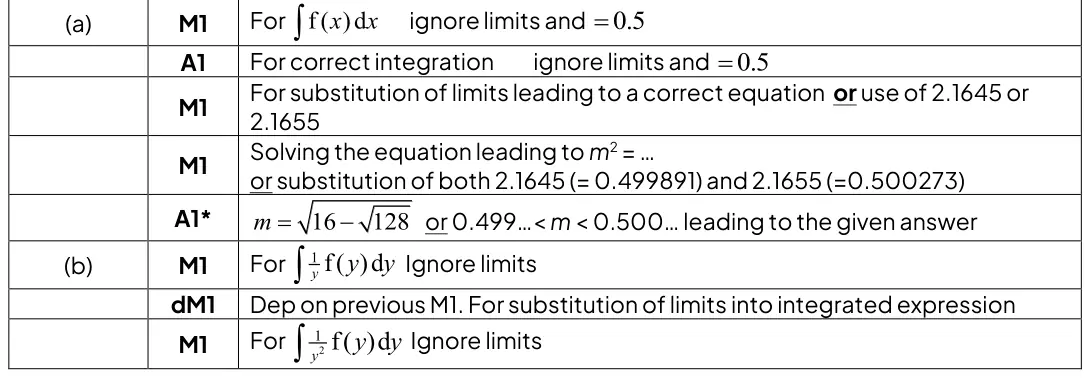 (a) M1 For ∫f(x)dx ignore limits and = 0.5
A1 For correct integration ignore limits and = 0.5
M1 For substitution of limits leading to a correct equation or use of 2.1645 or
2.1655
M1 Solving the equation leading to m² = ...
or substitution of both 2.1645 (= 0.499891) and 2.1655 (=0.500273)
A1* m = √(16 − √128) or 0.499...< m < 0.500... leading to the given answer
(b) M1 For ∫ 1/y f(y)dy Ignore limits
dM1 Dep on previous M1. For substitution of limits into integrated expression
M1 For ∫ 1/y² f(y)dy Ignore limits